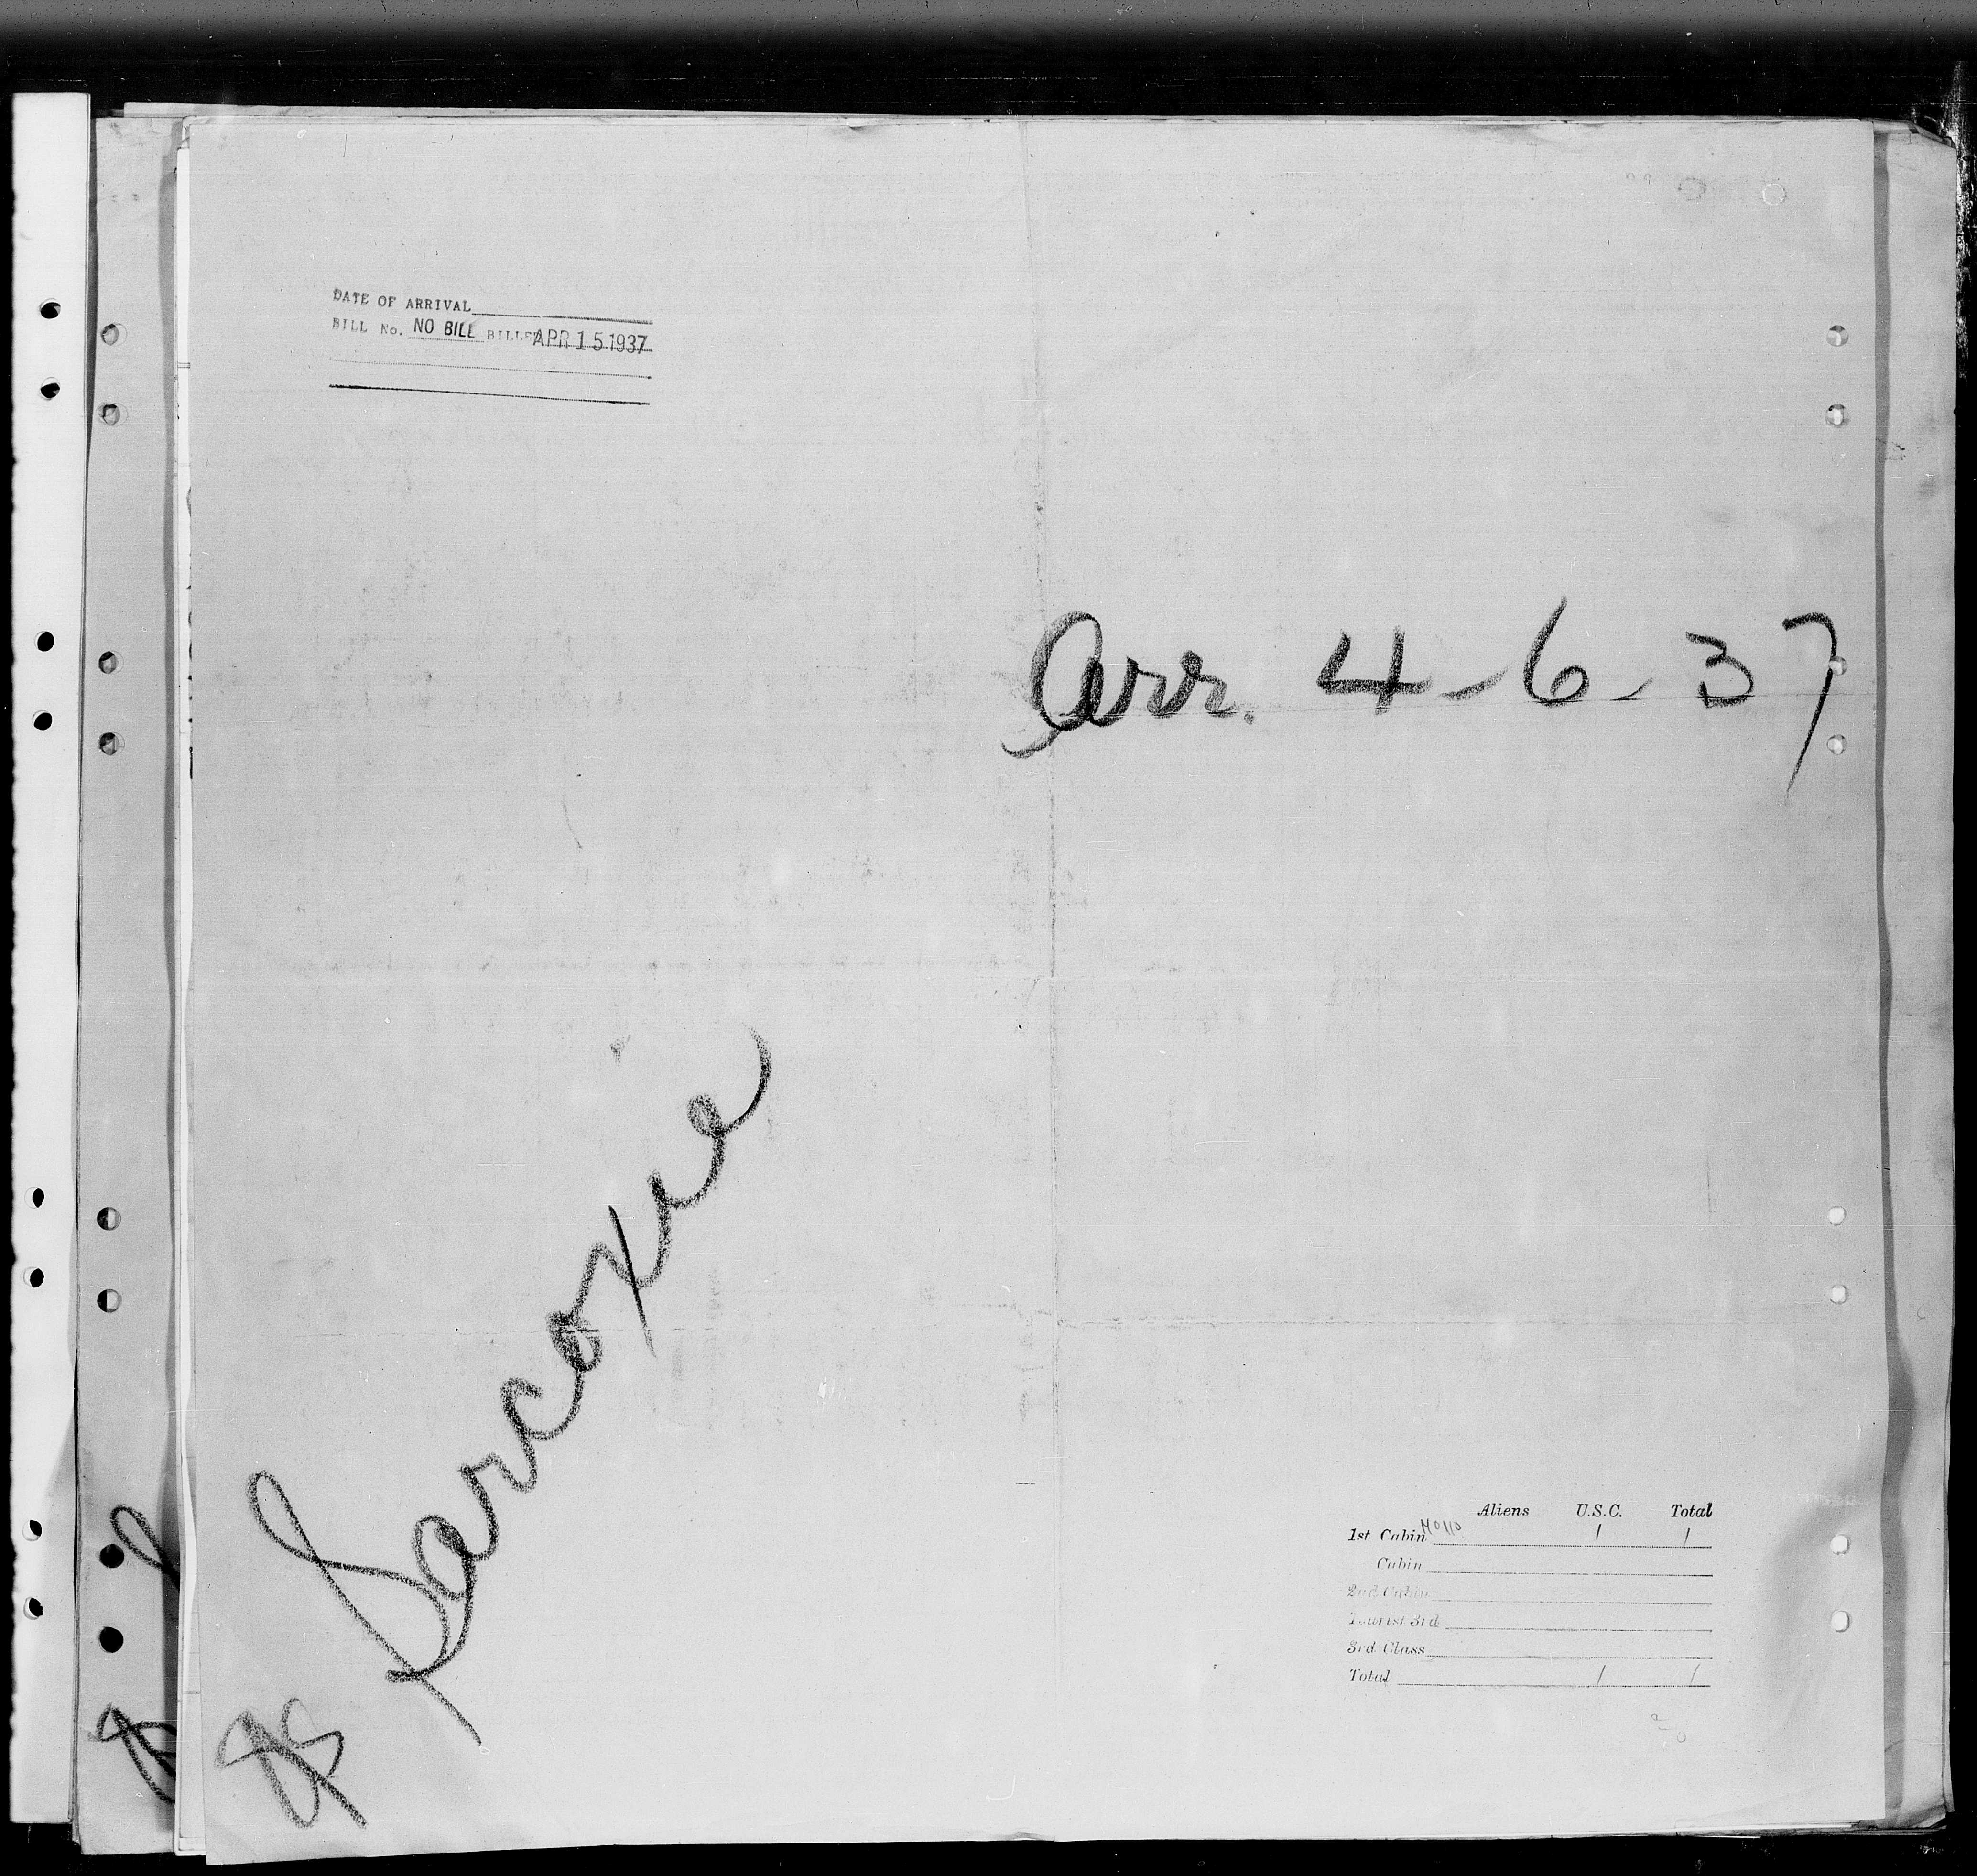 DATE OF ARRIVAL
BILL No. NO BILL BILLED APR 15 1937
Arr. 4-6-37
SS Sarcoxie
Aliens U.S.C. Total
1st Cabin 1 1
Cabin
2nd Cabin
Tourist 3rd
3rd Class
Total 1 1